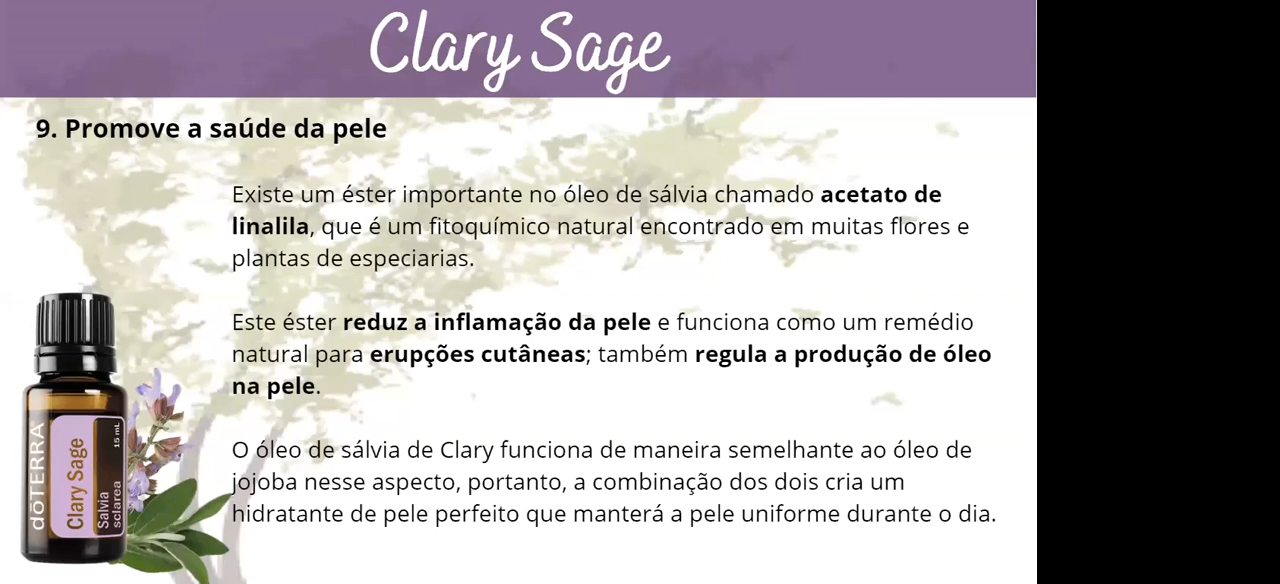 Clary Sage
9. Promove a saúde da pele
Existe um éster importante no óleo de sálvia chamado acetato de
linalila, que é um fitoquímico natural encontrado em muitas flores e
plantas de especiarias.
Este éster reduz a inflamação da pele e funciona como um remédio
natural para erupções cutâneas; também regula a produção de óleo
na pele.
O óleo de sálvia de Clary funciona de maneira semelhante ao óleo de
jojoba nesse aspecto, portanto, a combinação dos dois cria um
hidratante de pele perfeito que manterá a pele uniforme durante o dia.
dōTERRA
Clary Sage
Salvia
sclarea
15 mL